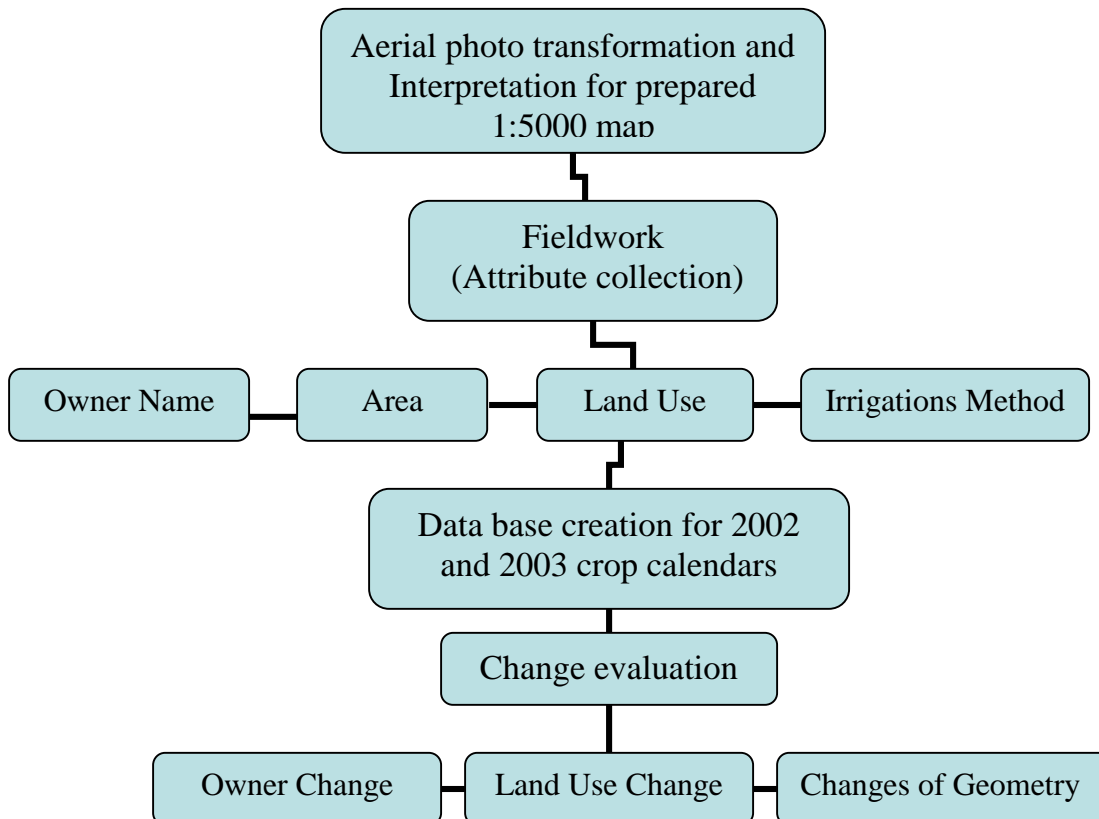 Aerial photo transformation and
Interpretation for prepared
1:5000 map
Fieldwork
(Attribute collection)
Owner Name
Area
Land Use
Irrigations Method
Data base creation for 2002
and 2003 crop calendars
Change evaluation
Owner Change
Land Use Change
Changes of Geometry